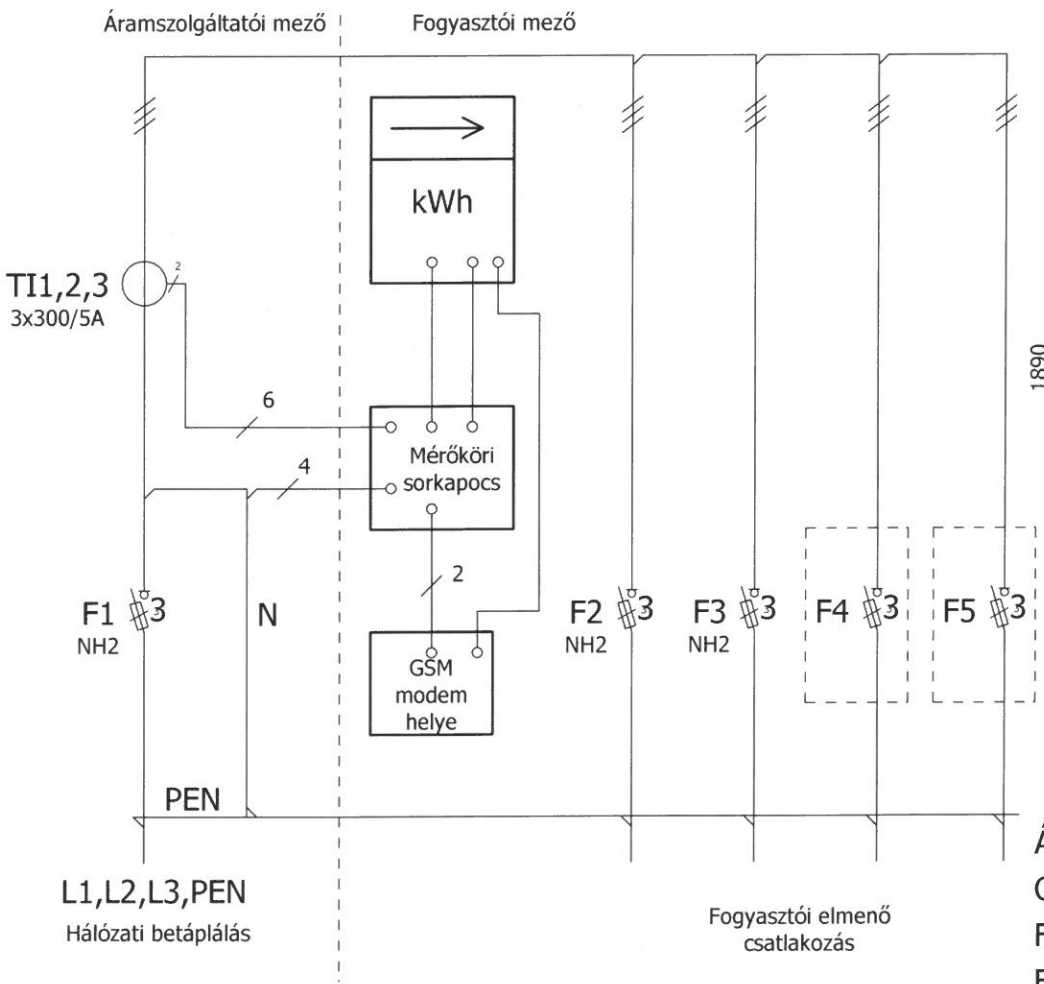 Áramszolgáltatói mező
Fogyasztói mező
kWh
TI1,2,3
3x300/5A
2
1890
6
Mérőköri
sorkapocs
4
2
F1
3
NH2
N
F2
3
NH2
F3
3
NH2
F4
3
F5
3
GSM
modem
helye
PEN
L1,L2,L3,PEN
Hálózati betáplálás
Fogyasztói elmenő
csatlakozás